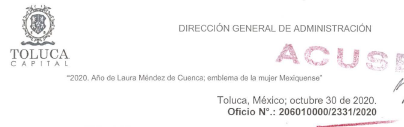 DIRECCIÓN GENERAL DE ADMINISTRACIÓN
TOLUCA
CAPITAL
"2020. Año de Laura Méndez de Cuenca; emblema de la mujer Mexiquense"
Toluca, México; octubre 30 de 2020.
Oficio N°.: 206010000/2331/2020